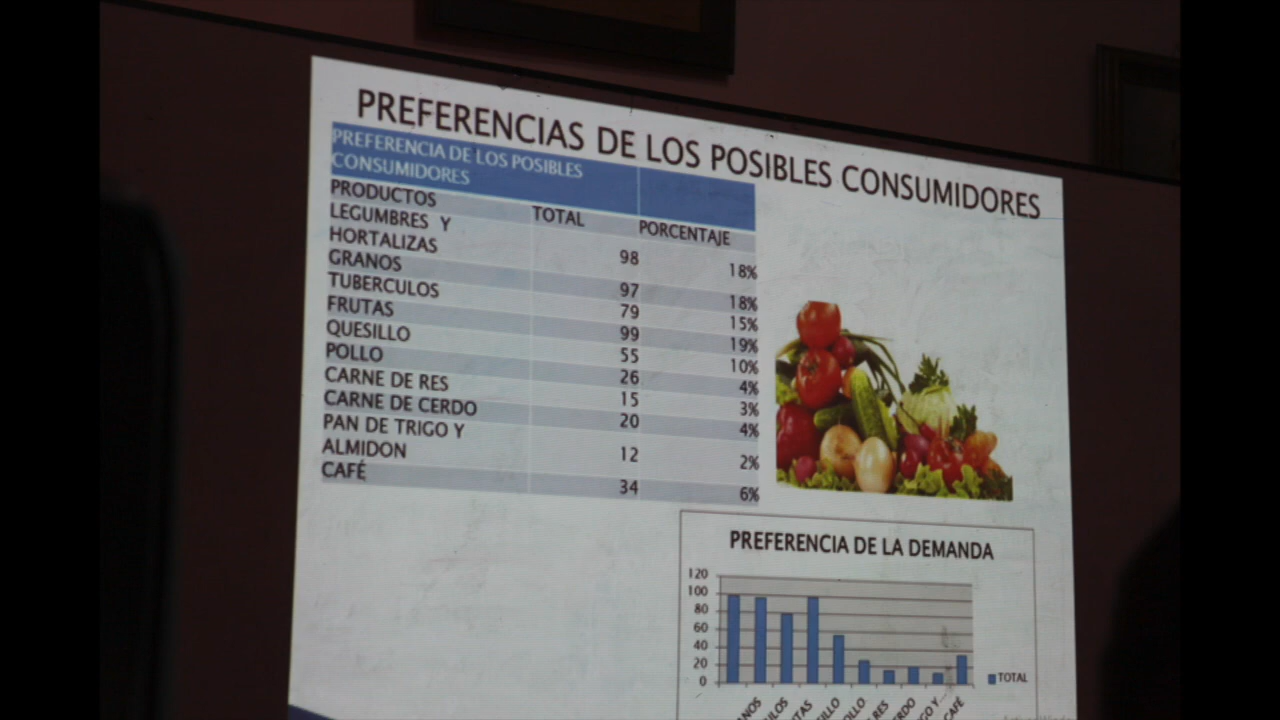 PREFERENCIAS DE LOS POSIBLES CONSUMIDORES
PREFERENCIA DE LOS POSIBLES
CONSUMIDORES
PRODUCTOS TOTAL PORCENTAJE
LEGUMBRES Y
HORTALIZAS 98 18%
GRANOS 97 18%
TUBERCULOS 79 15%
FRUTAS 99 19%
QUESILLO 55 10%
POLLO 26 4%
CARNE DE RES 15 3%
CARNE DE CERDO 20 4%
PAN DE TRIGO Y
ALMIDON 12 2%
CAFÉ 34 6%
PREFERENCIA DE LA DEMANDA
120
100
80
60
40
20
0
TOTAL
RES
CAFÉ